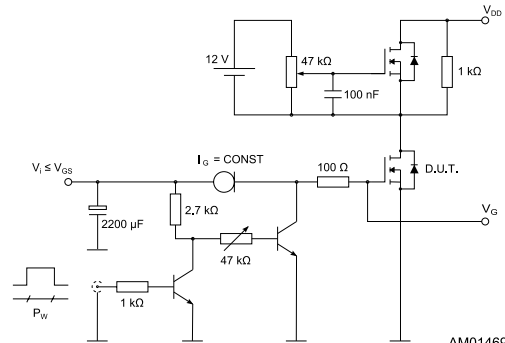 V_DD
12 V
47 kΩ
1 kΩ
100 nF
V_i ≤ V_GS
I_G = CONST
100 Ω
D.U.T.
2200 µF
2.7 kΩ
47 kΩ
V_G
1 kΩ
P_W
AM01469